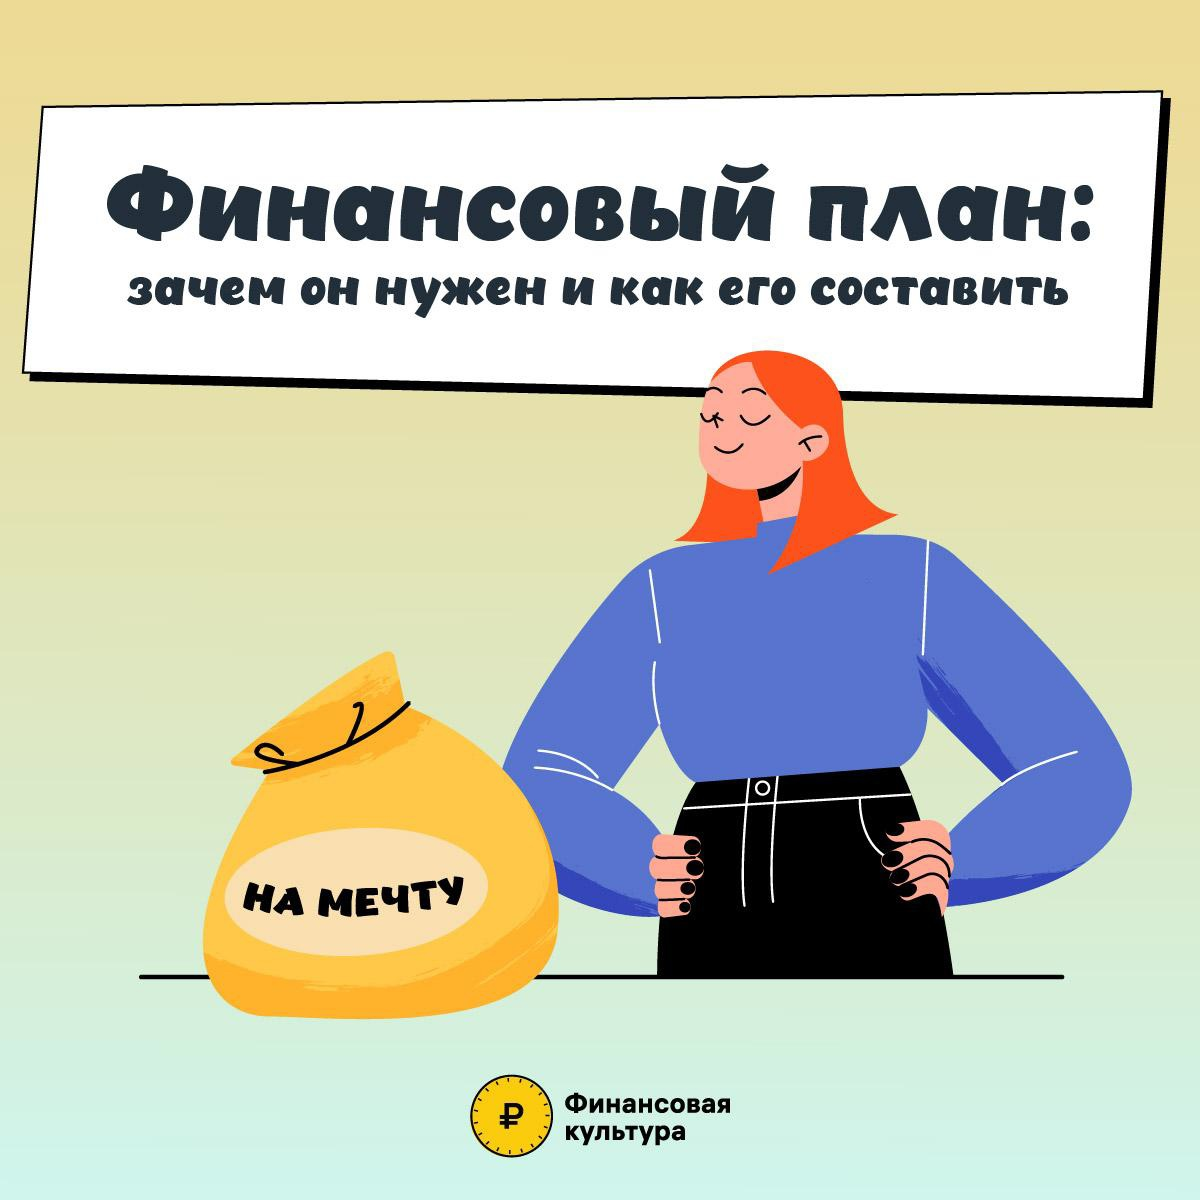 Финансовый план:
зачем он нужен и как его составить
НА МЕЧТУ
₽
Финансовая
культура